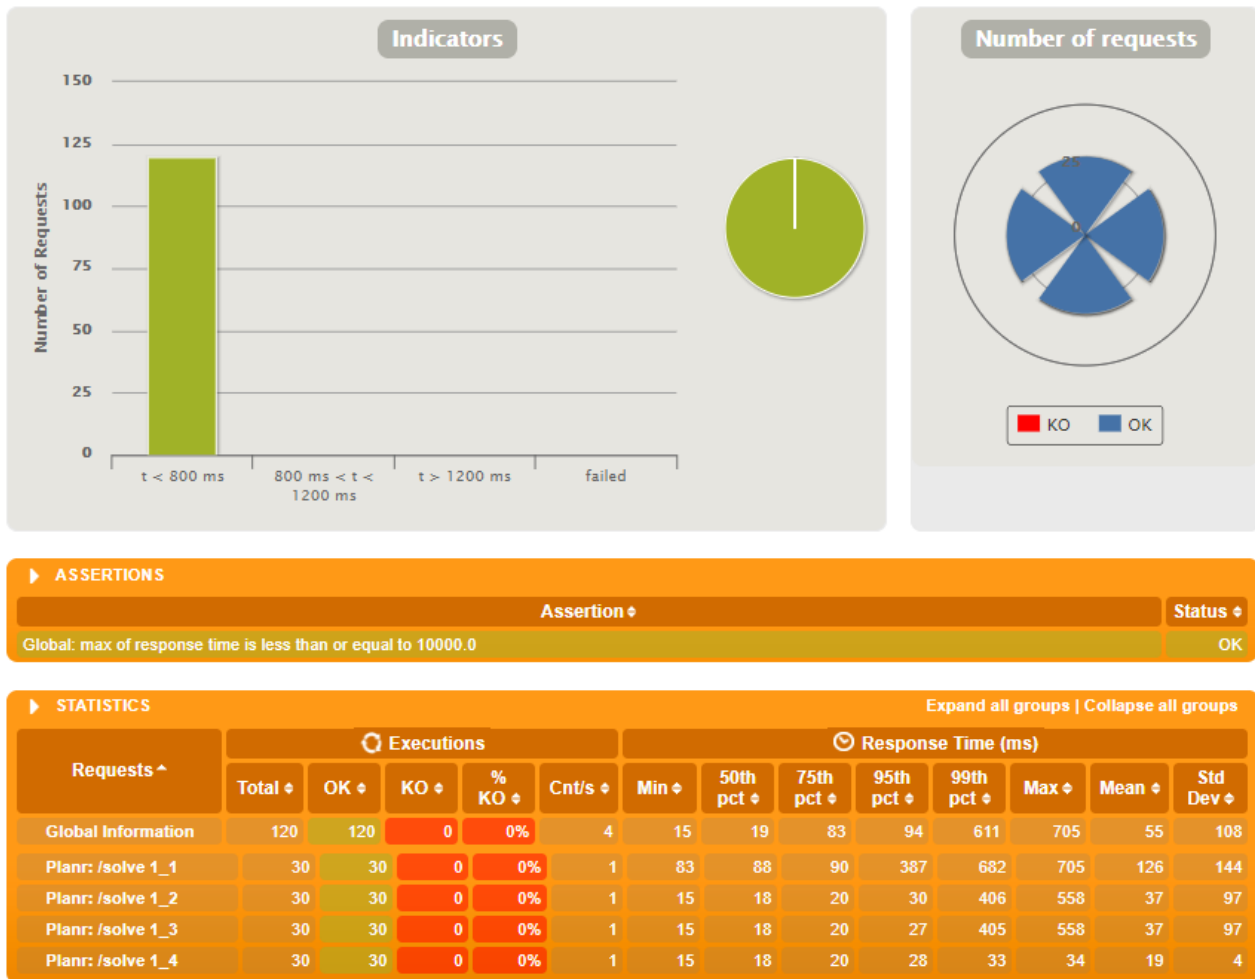 Indicators
150
125
100
75
50
25
0
Number of Requests
t < 800 ms
800 ms < t <
1200 ms
t > 1200 ms
failed
Number of requests
25
0
KO OK
ASSERTIONS
Assertion Status
Global: max of response time is less than or equal to 10000.0 OK
STATISTICS Expand all groups | Collapse all groups
Requests Executions Response Time (ms)
Total OK KO % KO Cnt/s Min 50th pct 75th pct 95th pct 99th pct Max Mean Std Dev
Global Information 120 120 0 0% 4 15 19 83 94 611 705 55 108
Planr: /solve 1_1 30 30 0 0% 1 83 88 90 387 682 705 126 144
Planr: /solve 1_2 30 30 0 0% 1 15 18 20 30 406 558 37 97
Planr: /solve 1_3 30 30 0 0% 1 15 18 20 27 405 558 37 97
Planr: /solve 1_4 30 30 0 0% 1 15 18 20 28 33 34 19 4